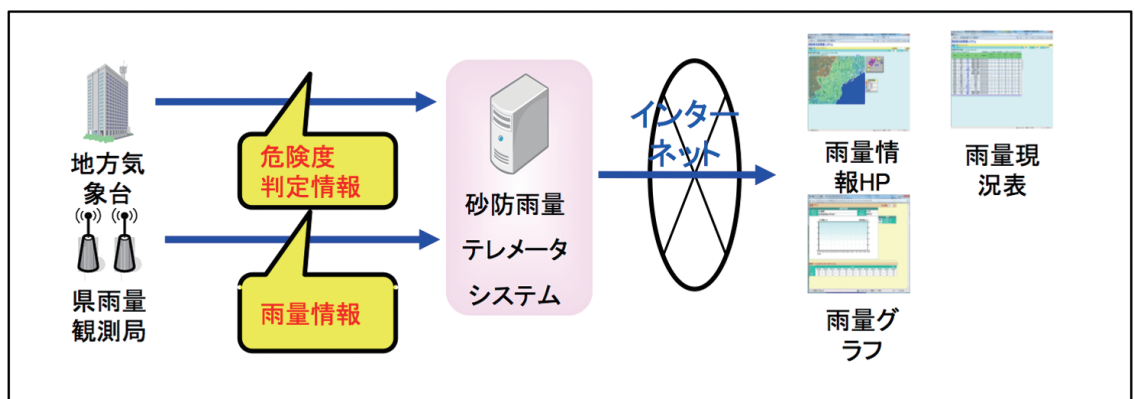 地方気
象台
危険度
判定情報
県雨量
観測局
雨量情報
砂防雨量
テレメータ
システム
インター
ネット
雨量情
報HP
雨量現
況表
雨量グ
ラフ